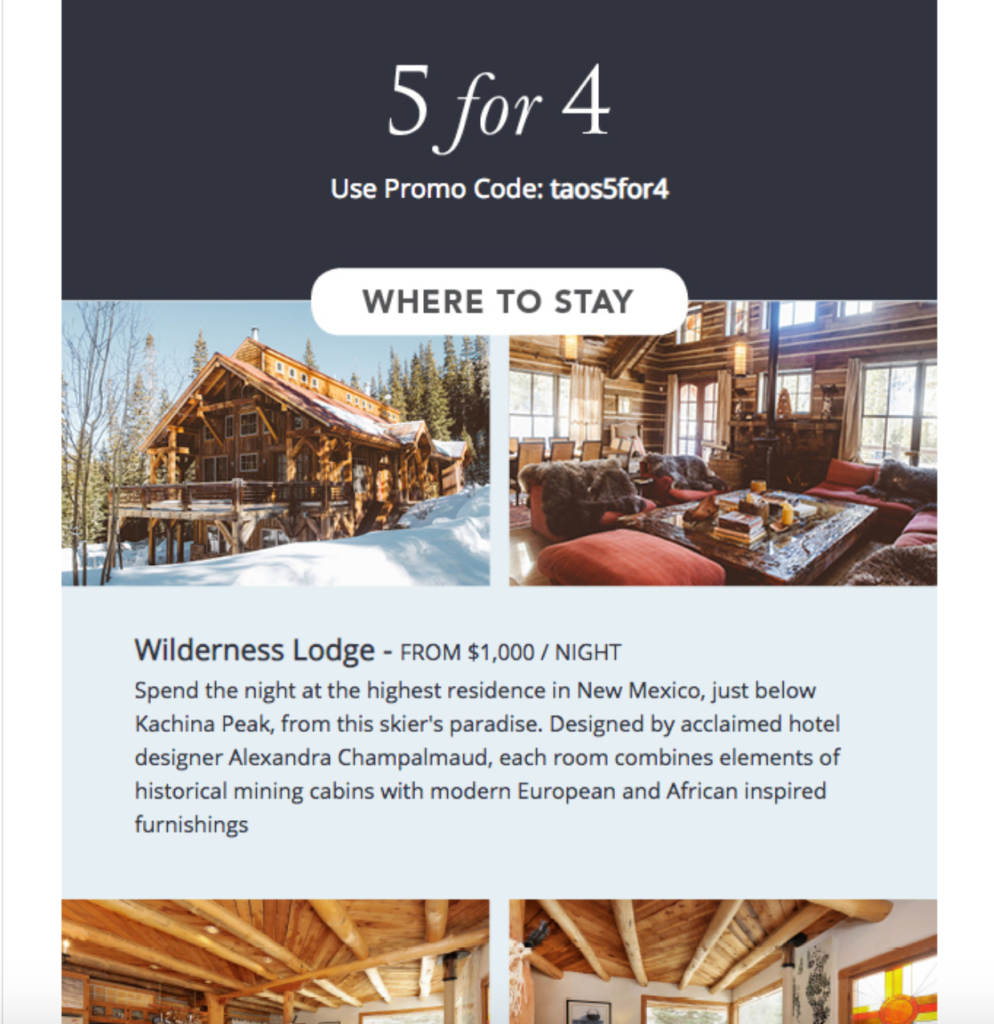 5 for 4
Use Promo Code: taos5for4
WHERE TO STAY
Wilderness Lodge - FROM $1,000 / NIGHT
Spend the night at the highest residence in New Mexico, just below
Kachina Peak, from this skier's paradise. Designed by acclaimed hotel
designer Alexandra Champalmaud, each room combines elements of
historical mining cabins with modern European and African inspired
furnishings